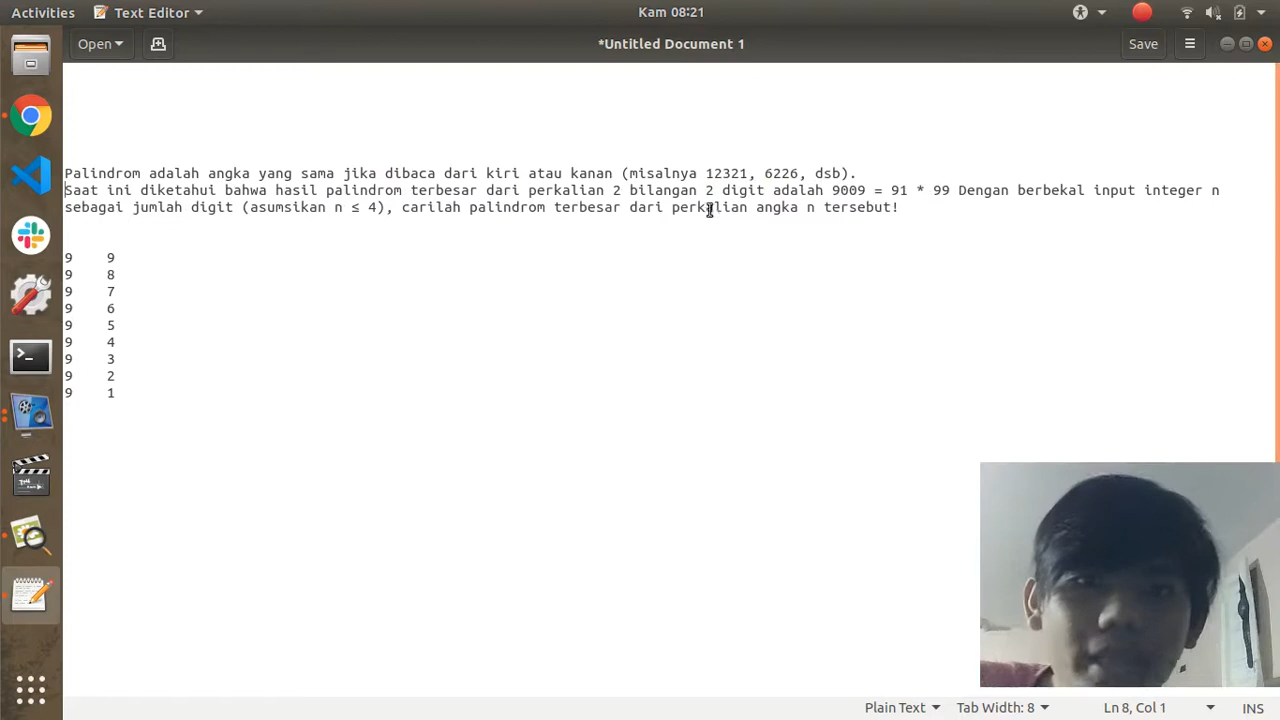 Activities Text Editor Kam 08:21
Open *Untitled Document 1 Save
Palindrom adalah angka yang sama jika dibaca dari kiri atau kanan (misalnya 12321, 6226, dsb).
Saat ini diketahui bahwa hasil palindrom terbesar dari perkalian 2 bilangan 2 digit adalah 9009 = 91 * 99 Dengan berbekal input integer n
sebagai jumlah digit (asumsikan n ≤ 4), carilah palindrom terbesar dari perkalian angka n tersebut!
9 9
9 8
9 7
9 6
9 5
9 4
9 3
9 2
9 1
Plain Text Tab Width: 8 Ln 8, Col 1 INS